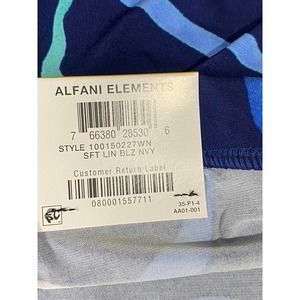 ALFANI ELEMENTS
7 66380 28530 6
STYLE 100150227WN
SFT LIN BLZ NVY
Customer Return Label
080001557711
35-P1-4
AA01-001